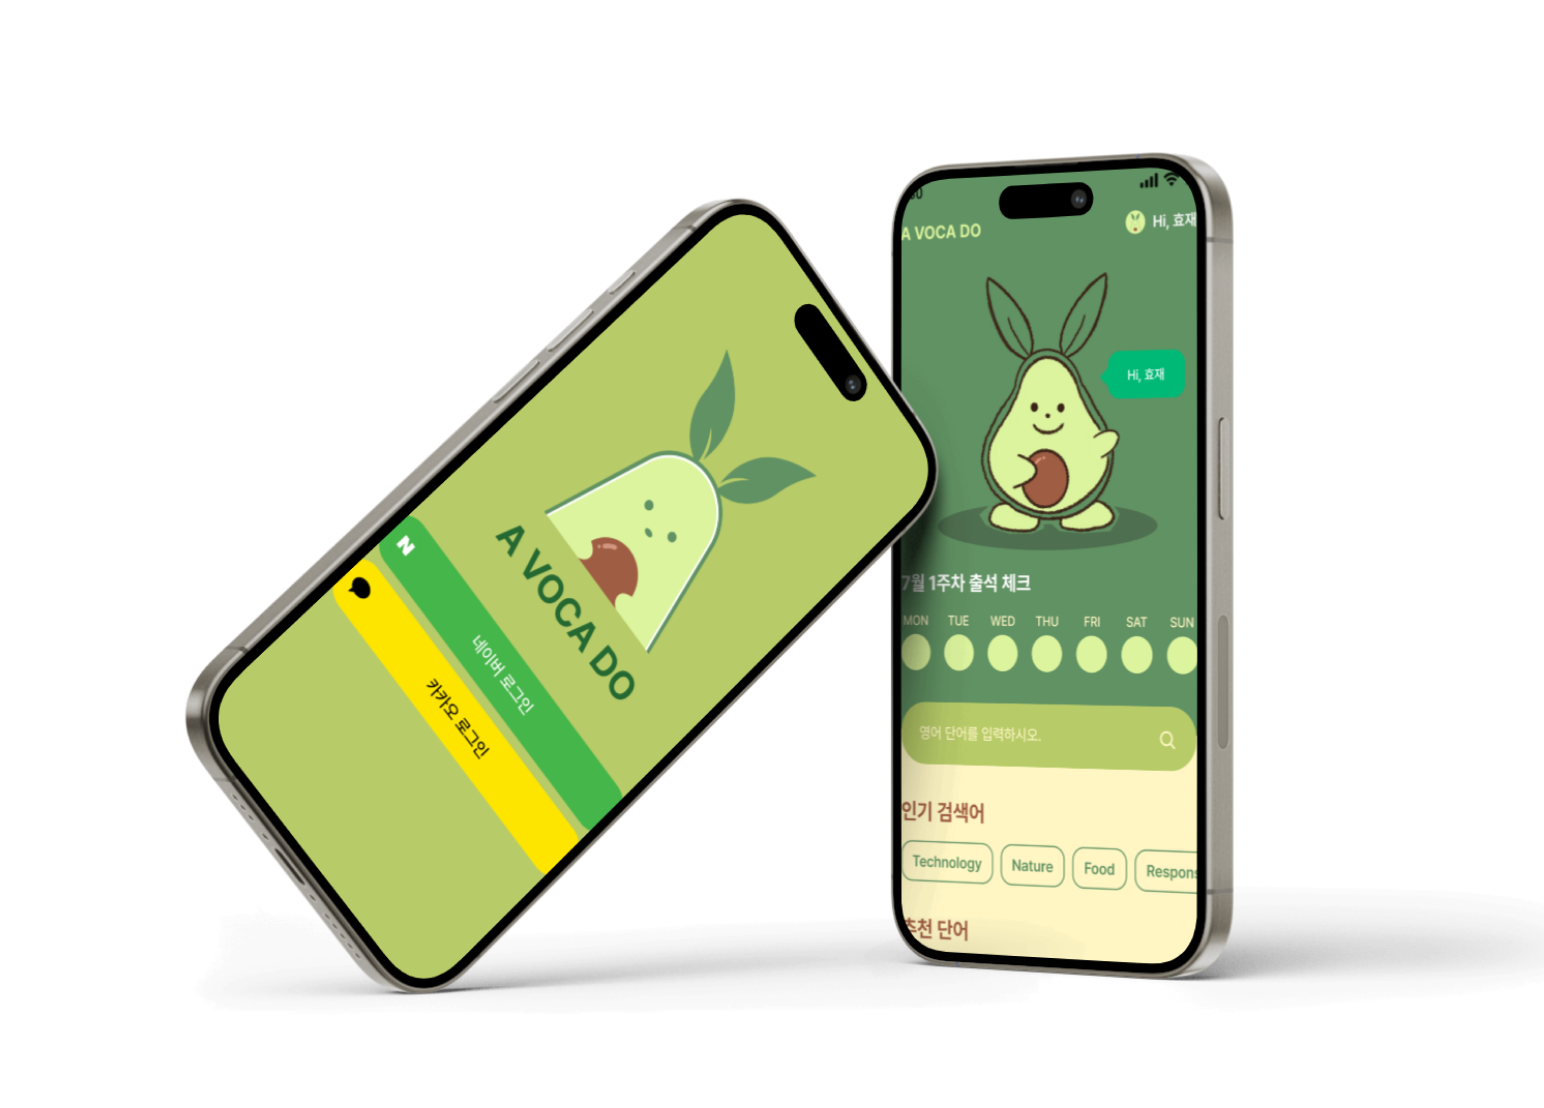 A VOCA DO
N
네이버 로그인
카카오 로그인
A VOCA DO
Hi, 효재
Hi, 효재
7월 1주차 출석 체크
MON TUE WED THU FRI SAT SUN
영어 단어를 입력하시오.
인기 검색어
Technology Nature Food Respons
추천 단어